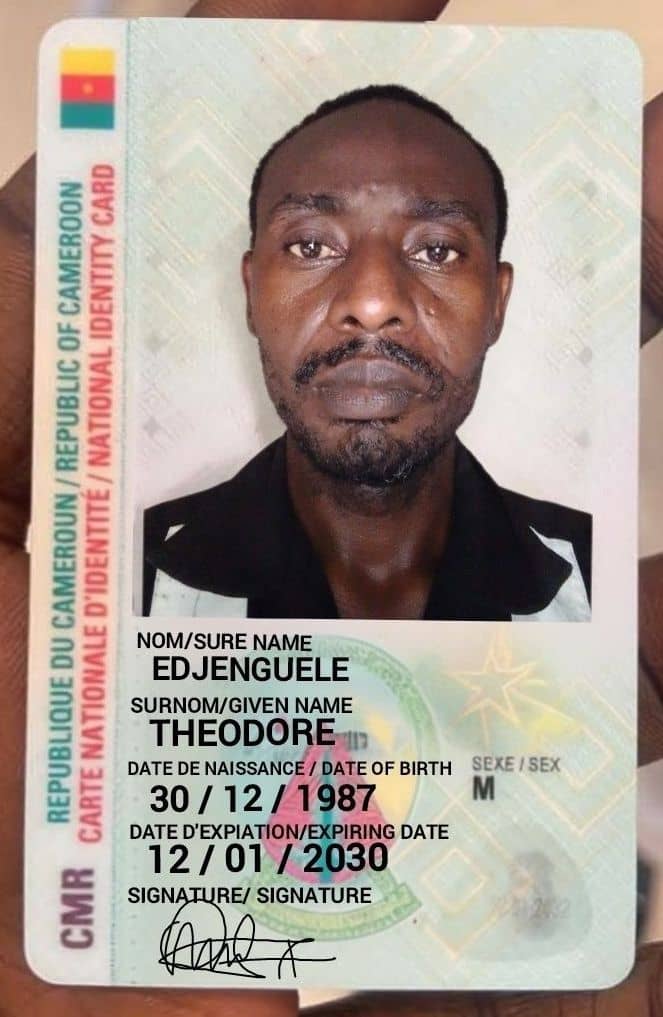 REPUBLIQUE DU CAMEROUN / REPUBLIC OF CAMEROON
CARTE NATIONALE D'IDENTITÉ / NATIONAL IDENTITY CARD
CMR
NOM/SURE NAME
EDJENGUELE
SURNOM/GIVEN NAME
THEODORE
DATE DE NAISSANCE / DATE OF BIRTH
SEXE / SEX
30 / 12 / 1987
M
DATE D'EXPIATION/EXPIRING DATE
12 / 01 / 2030
SIGNATURE/ SIGNATURE